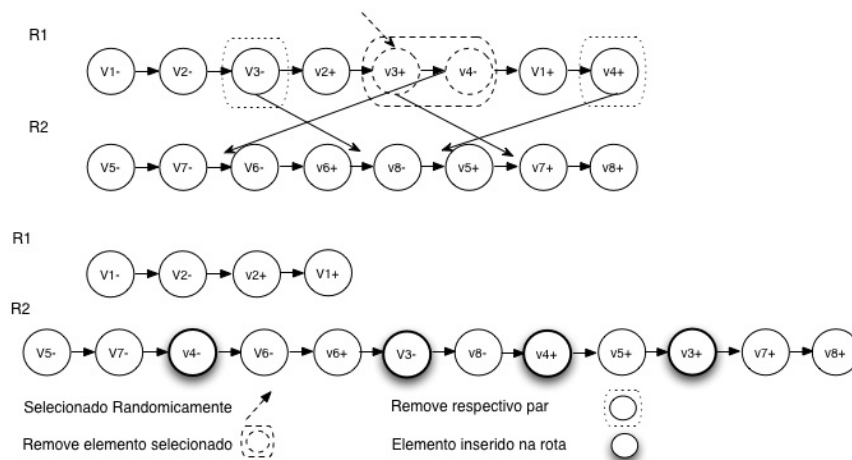 R1
V1- V2- V3- v2+ v3+ v4- V1+ v4+
R2
V5- V7- V6- v6+ v8- v5+ v7+ v8+
R1
V1- V2- v2+ V1+
R2
V5- V7- v4- V6- v6+ V3- v8- v4+ v5+ v3+ v7+ v8+
Selecionado Randomicamente
Remove respectivo par
Remove elemento selecionado
Elemento inserido na rota